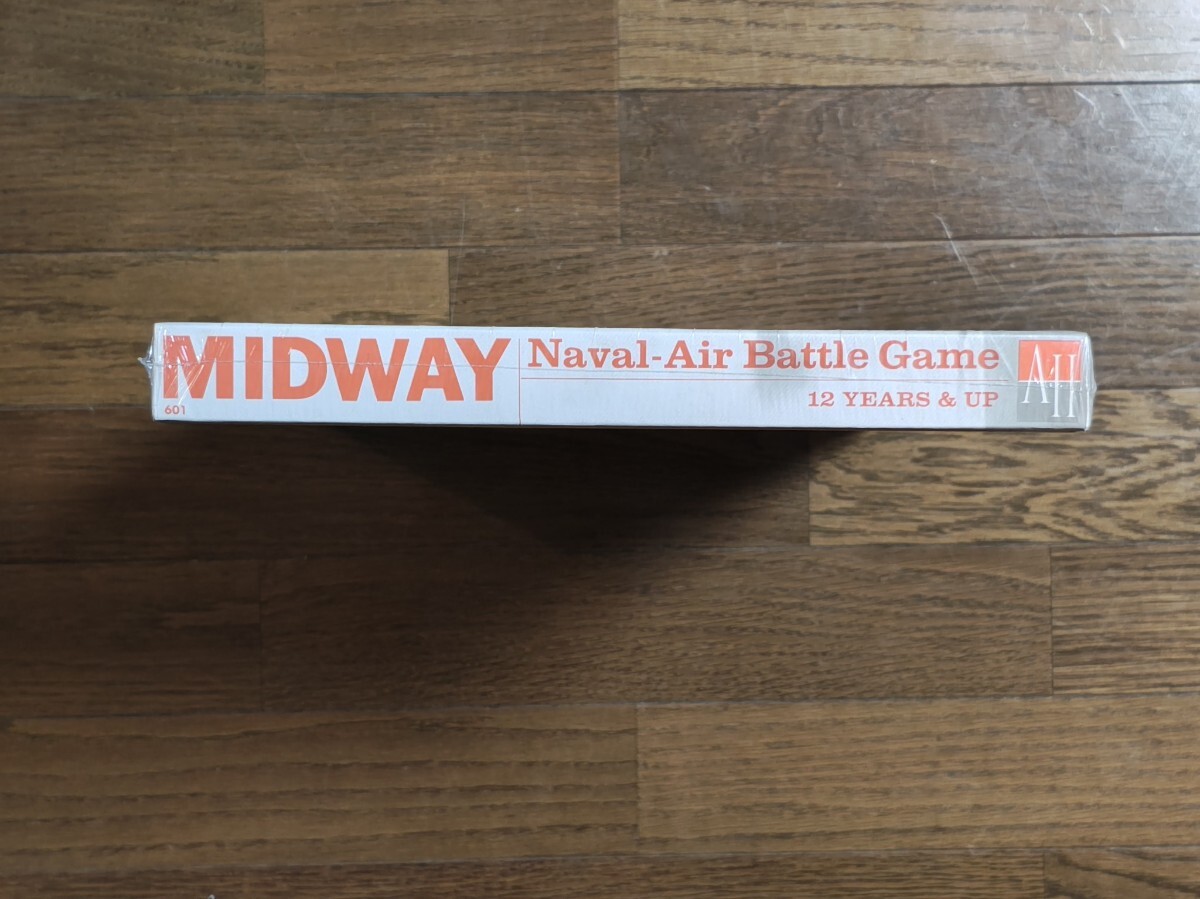 MIDWAY
601
Naval-Air Battle Game
12 YEARS & UP
AH